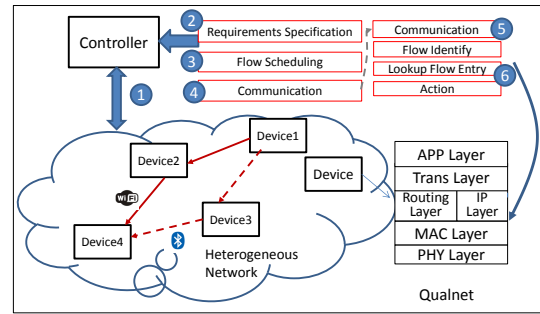 Controller
2
Requirements Specification
3
Flow Scheduling
4
Communication
Communication
5
Flow Identify
Lookup Flow Entry
6
Action
1
Device1
Device2
Device
WiFi
Device3
Device4
Heterogeneous
Network
APP Layer
Trans Layer
Routing
Layer
IP
Layer
MAC Layer
PHY Layer
Qualnet